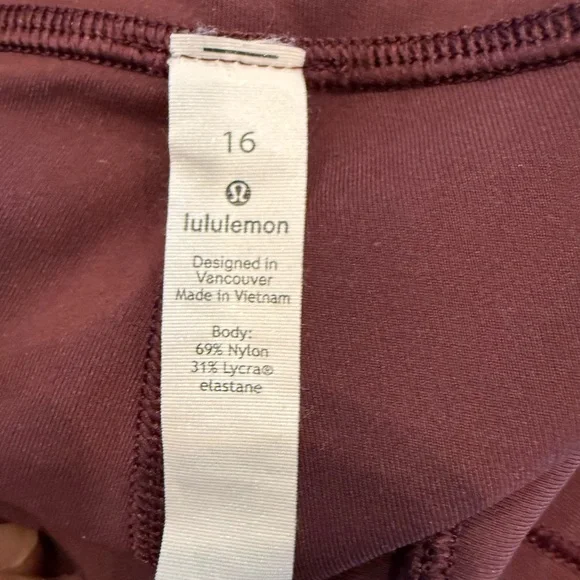 16
lululemon
Designed in
Vancouver
Made in Vietnam
Body:
69% Nylon
31% Lycra®
elastane